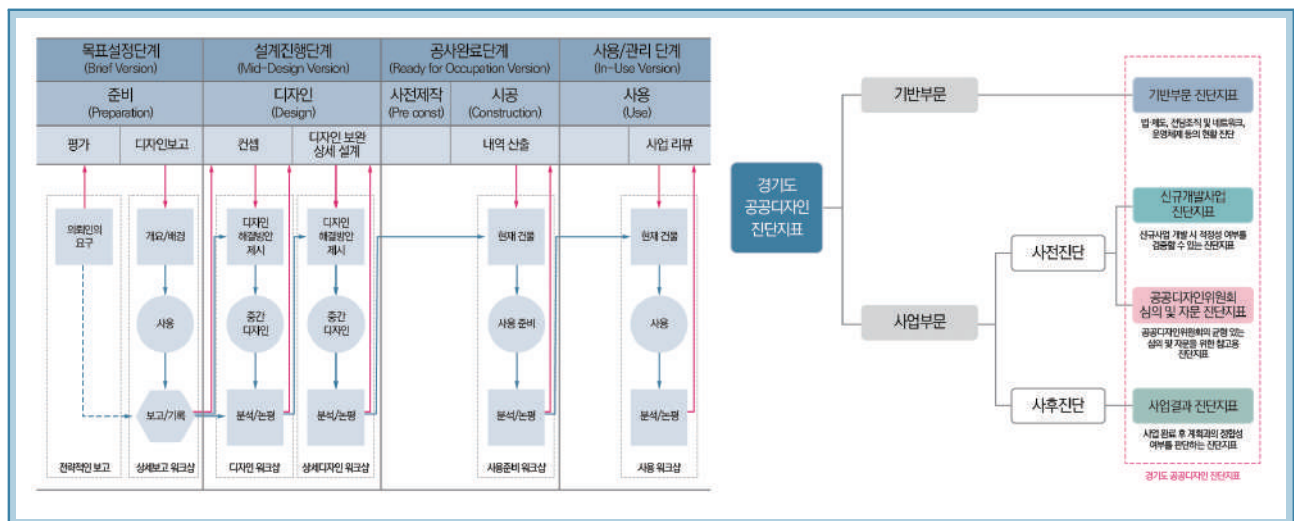 목표설정단계
(Brief Version)
설계진행단계
(Mid-Design Version)
공사완료단계
(Ready for Occupation Version)
사용/관리 단계
(In-Use Version)
준비
(Preparation)
디자인
(Design)
사전제작
(Pre const)
시공
(Construction)
사용
(Use)
평가
디자인보고
컨셉
디자인 보완
상세 설계
내역 산출
사업 리뷰
의뢰인의
요구
개요/배경
디자인
해결방안
제시
디자인
해결방안
제시
현재 건물
현재 건물
사용
중간
디자인
중간
디자인
사용 준비
사용
보고/기록
분석/논평
분석/논평
분석/논평
분석/논평
전략적인 보고
상세보고 워크샵
디자인 워크샵
상세디자인 워크샵
사용준비 워크샵
사용 워크샵
경기도
공공디자인
진단지표
기반부문
기반부문 진단지표
법·제도, 전담조직 및 네트워크,
운영체제 등의 현황 진단
사업부문
사전진단
신규개발사업
진단지표
신규사업 개발 시 적정성 여부를
검증할 수 있는 진단지표
공공디자인위원회
심의 및 자문 진단지표
공공디자인위원회의 균형 있는
심의 및 자문을 위한 참고용
진단지표
사후진단
사업결과 진단지표
사업 완료 후 계획과의 정합성
여부를 판단하는 진단지표
경기도 공공디자인 진단지표